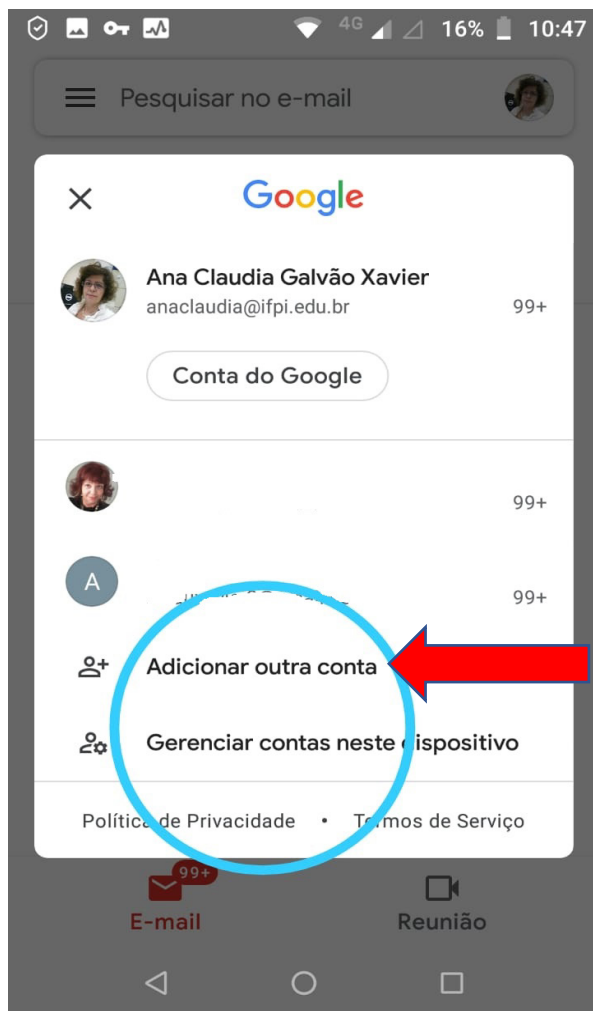 4G 16% 10:47
Pesquisar no e-mail
Google
Ana Claudia Galvão Xavier
anaclaudia@ifpi.edu.br 99+
Conta do Google
99+
A
99+
Adicionar outra conta
Gerenciar contas neste dispositivo
Política de Privacidade • Termos de Serviço
99+
E-mail Reunião